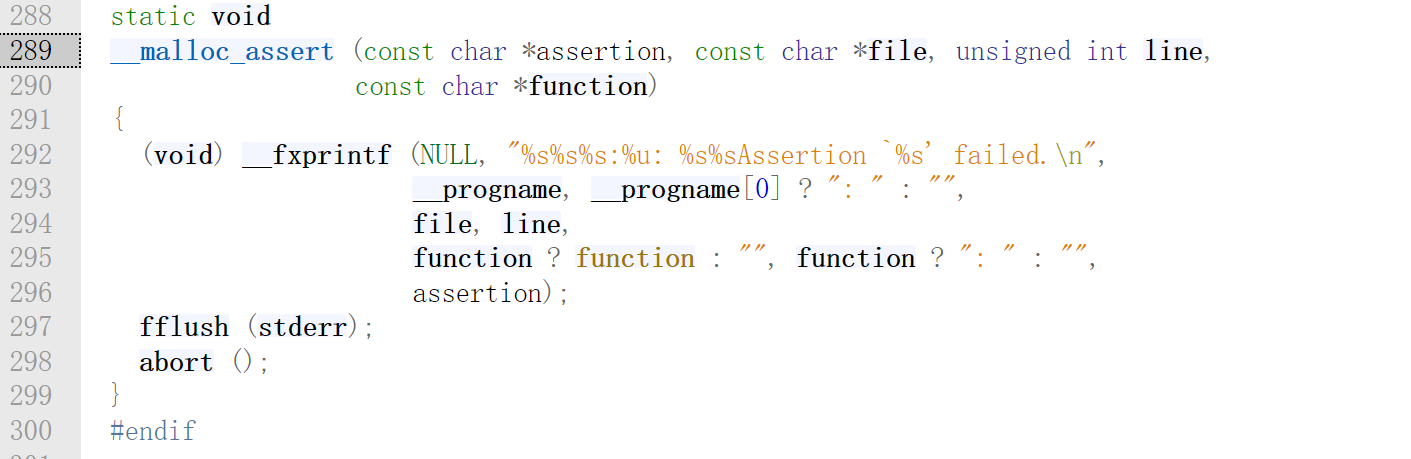 288 static void
289 __malloc_assert (const char *assertion, const char *file, unsigned int line,
290 const char *function)
291 {
292 (void) __fxprintf (NULL, "%s%s%s:%u: %s%sAssertion `%s' failed.\n",
293 __progname, __progname[0] ? ": " : "",
294 file, line,
295 function ? function : "", function ? ": " : "",
296 assertion);
297 fflush (stderr);
298 abort ();
299 }
300 #endif